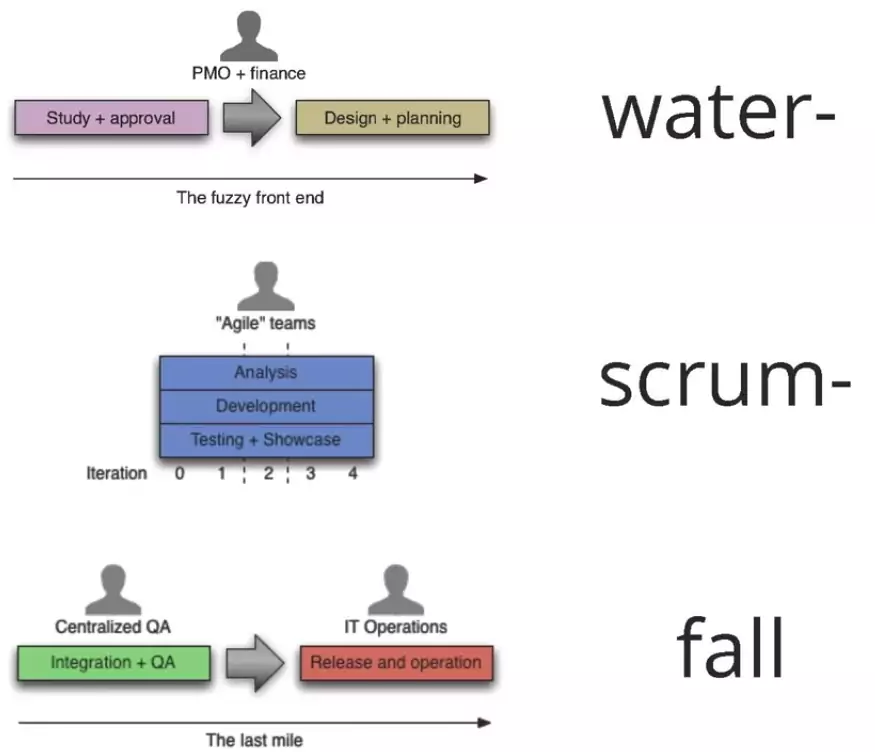 PMO + finance
Study + approval
Design + planning
The fuzzy front end
water-
"Agile" teams
Analysis
Development
Testing + Showcase
Iteration 0 1 2 3 4
scrum-
Centralized QA
IT Operations
Integration + QA
Release and operation
The last mile
fall